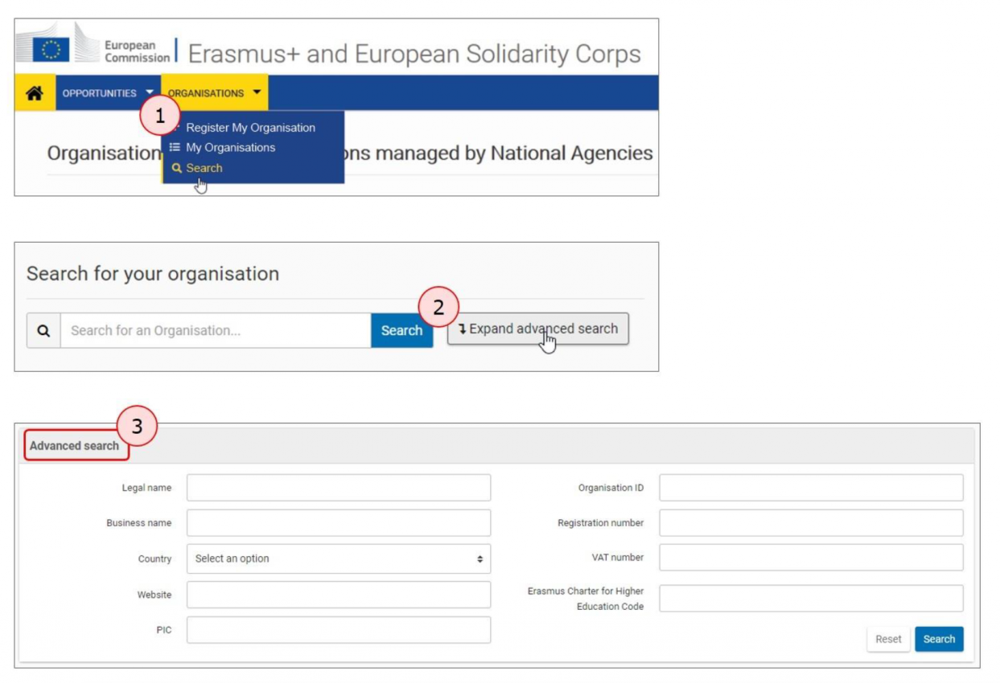 European
Commission
Erasmus+ and European Solidarity Corps
OPPORTUNITIES
ORGANISATIONS
1
Register My Organisation
My Organisations
Search
Organisation ons managed by National Agencies
Search for your organisation
2
Search for an Organisation...
Search
Expand advanced search
3
Advanced search
Legal name
Organisation ID
Business name
Registration number
Country
Select an option
VAT number
Website
Erasmus Charter for Higher
Education Code
PIC
Reset
Search